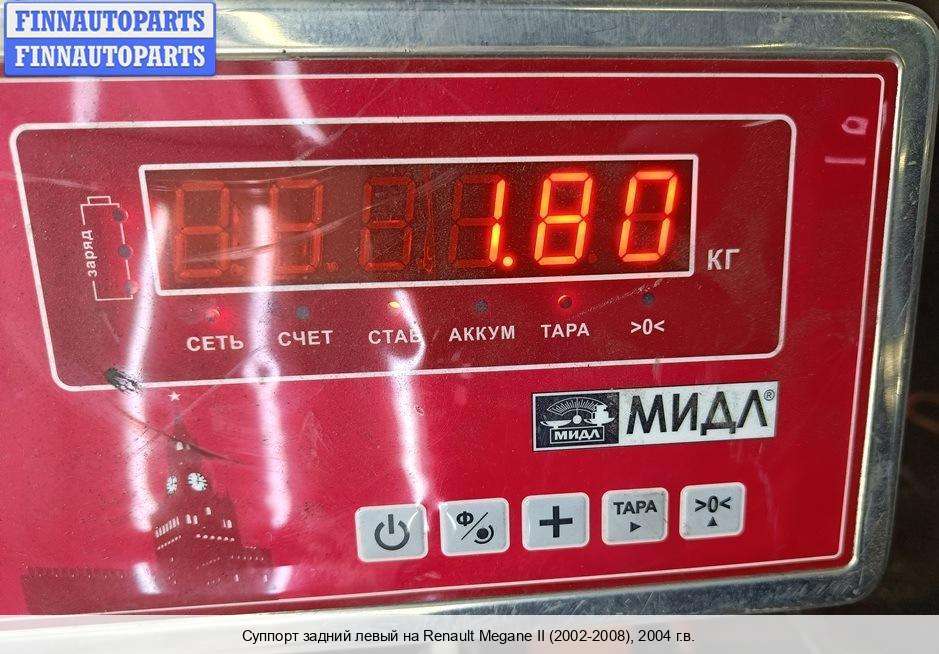 FINNAUTOPARTS
FINNAUTOPARTS
заряд
1.80
КГ
СЕТЬ СЧЕТ СТАБ АККУМ ТАРА >0<
МИДЛ
МИДЛ®
Ф ТАРА >0<
Суппорт задний левый на Renault Megane II (2002-2008), 2004 г.в.